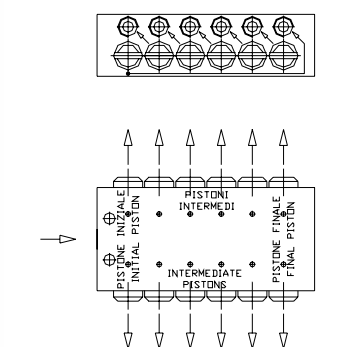 PISTONE INIZIALE
INITIAL PISTON
PISTONI
INTERMEDI
INTERMEDIATE
PISTONS
PISTONE FINALE
FINAL PISTON